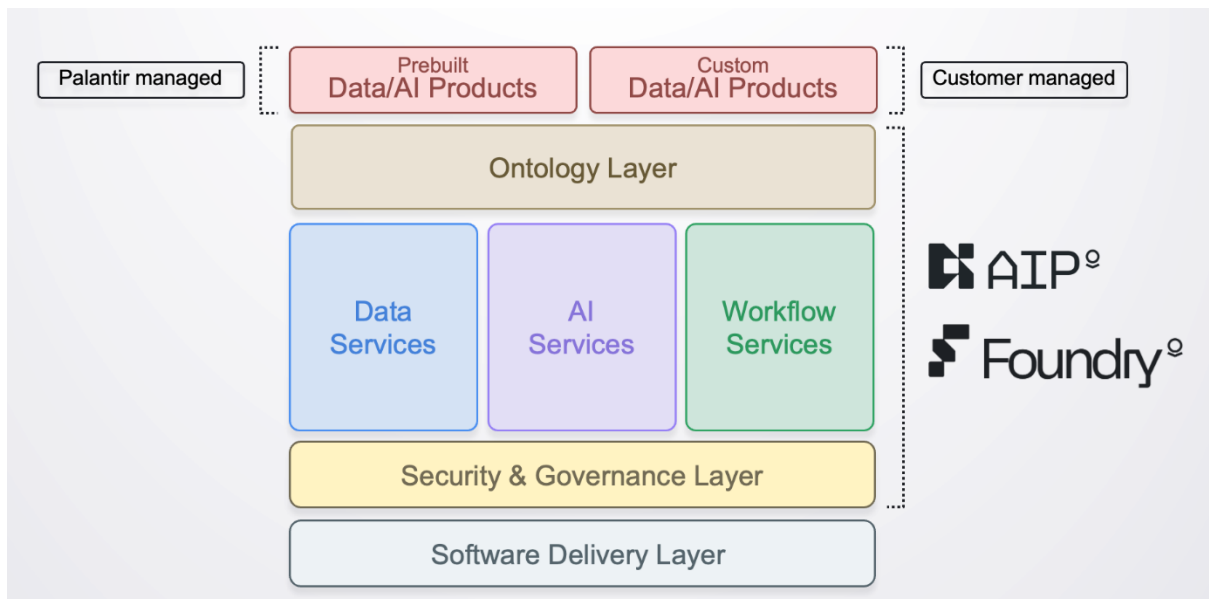 Palantir managed
Prebuilt
Data/AI Products
Custom
Data/AI Products
Customer managed
Ontology Layer
Data
Services
AI
Services
Workflow
Services
AIP
Foundry
Security & Governance Layer
Software Delivery Layer